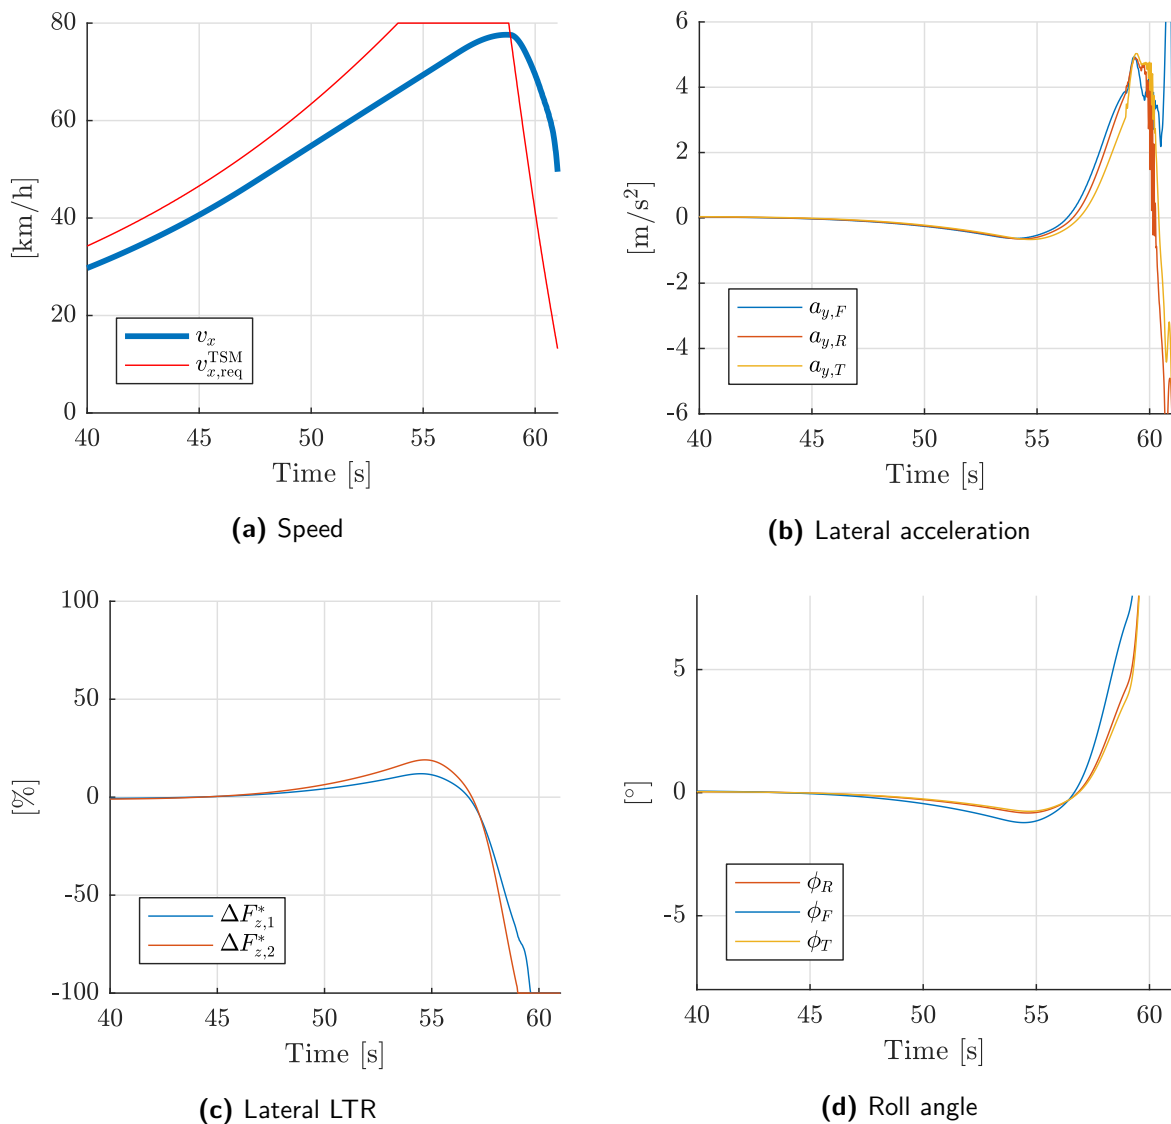 80
60
40
20
0
[km/h]
v_x
v_{x,req}^{TSM}
40 45 50 55 60
Time [s]
(a) Speed
6
4
2
0
-2
-4
-6
[m/s²]
a_{y,F}
a_{y,R}
a_{y,T}
40 45 50 55 60
Time [s]
(b) Lateral acceleration
100
50
0
-50
-100
[%]
ΔF*_{z,1}
ΔF*_{z,2}
40 45 50 55 60
Time [s]
(c) Lateral LTR
5
0
-5
[°]
ϕ_R
ϕ_F
ϕ_T
40 45 50 55 60
Time [s]
(d) Roll angle